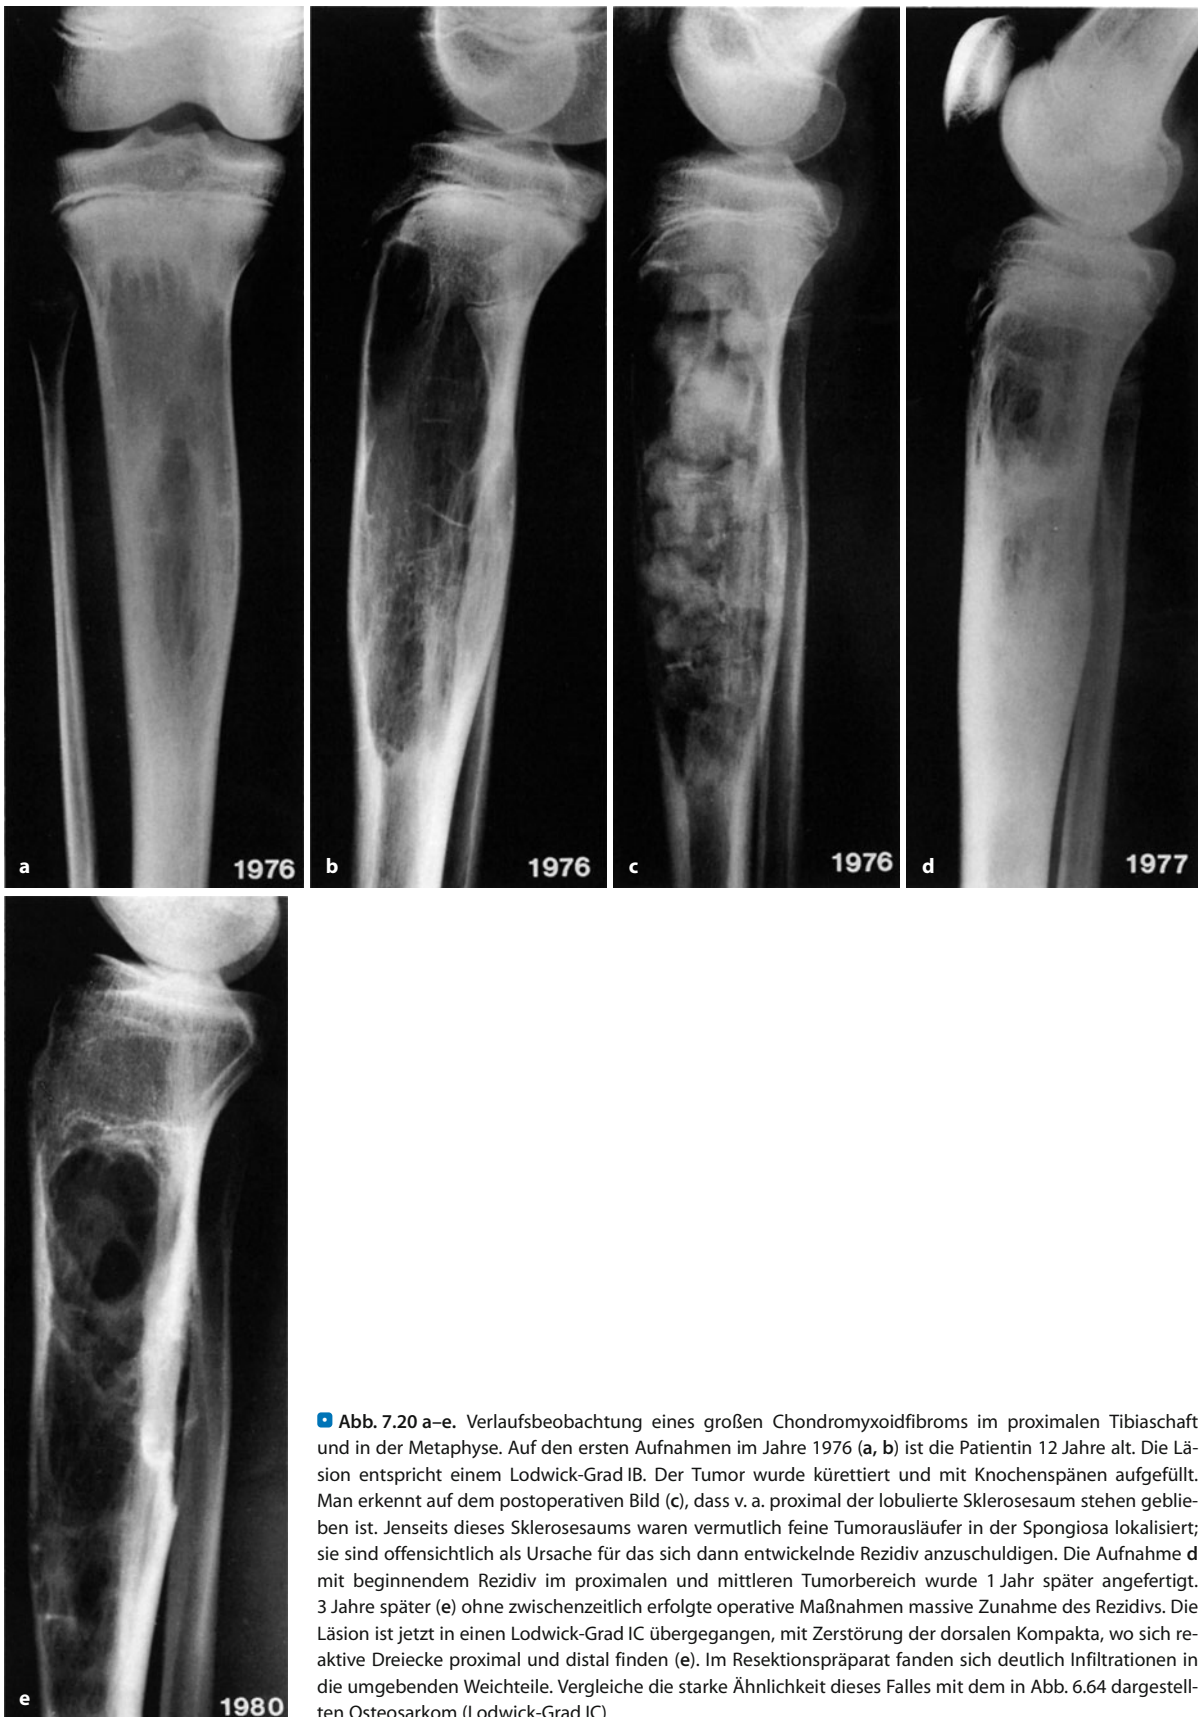 a
1976
b
1976
c
1976
d
1977
e
1980
Abb. 7.20 a–e. Verlaufsbeobachtung eines großen Chondromyxoidfibroms im proximalen Tibiaschaft
und in der Metaphyse. Auf den ersten Aufnahmen im Jahre 1976 (a, b) ist die Patientin 12 Jahre alt. Die Lä-
sion entspricht einem Lodwick-Grad IB. Der Tumor wurde kürettiert und mit Knochenspänen aufgefüllt.
Man erkennt auf dem postoperativen Bild (c), dass v. a. proximal der lobulierte Sklerosesaum stehen geblie-
ben ist. Jenseits dieses Sklerosesaums waren vermutlich feine Tumorausläufer in der Spongiosa lokalisiert;
sie sind offensichtlich als Ursache für das sich dann entwickelnde Rezidiv anzuschuldigen. Die Aufnahme d
mit beginnendem Rezidiv im proximalen und mittleren Tumorbereich wurde 1 Jahr später angefertigt.
3 Jahre später (e) ohne zwischenzeitlich erfolgte operative Maßnahmen massive Zunahme des Rezidivs. Die
Läsion ist jetzt in einen Lodwick-Grad IC übergegangen, mit Zerstörung der dorsalen Kompakta, wo sich re-
aktive Dreiecke proximal und distal finden (e). Im Resektionspräparat fanden sich deutlich Infiltrationen in
die umgebenden Weichteile. Vergleiche die starke Ähnlichkeit dieses Falles mit dem in Abb. 6.64 dargestell-
ten Osteosarkom (Lodwick-Grad IC)